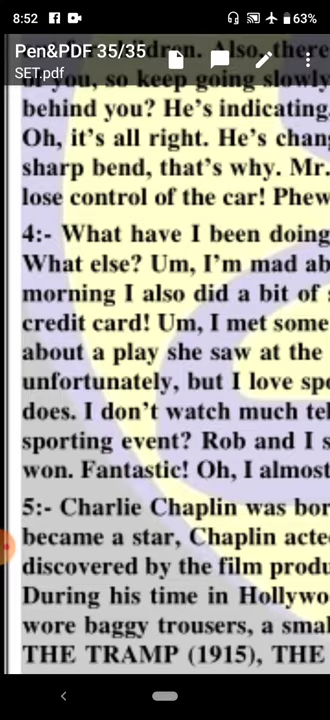 8:52 63%
Pen&PDF 35/35
SET.pdf
children. Also, there
of you, so keep going slowly
behind you? He's indicating
Oh, it's all right. He's chang
sharp bend, that's why. Mr.
lose control of the car! Phew
4:- What have I been doing
What else? Um, I'm mad ab
morning I also did a bit of
credit card! Um, I met some
about a play she saw at the
unfortunately, but I love spo
does. I don't watch much tel
sporting event? Rob and I s
won. Fantastic! Oh, I almost
5:- Charlie Chaplin was bor
became a star, Chaplin acte
discovered by the film produ
During his time in Hollywo
wore baggy trousers, a smal
THE TRAMP (1915), THE